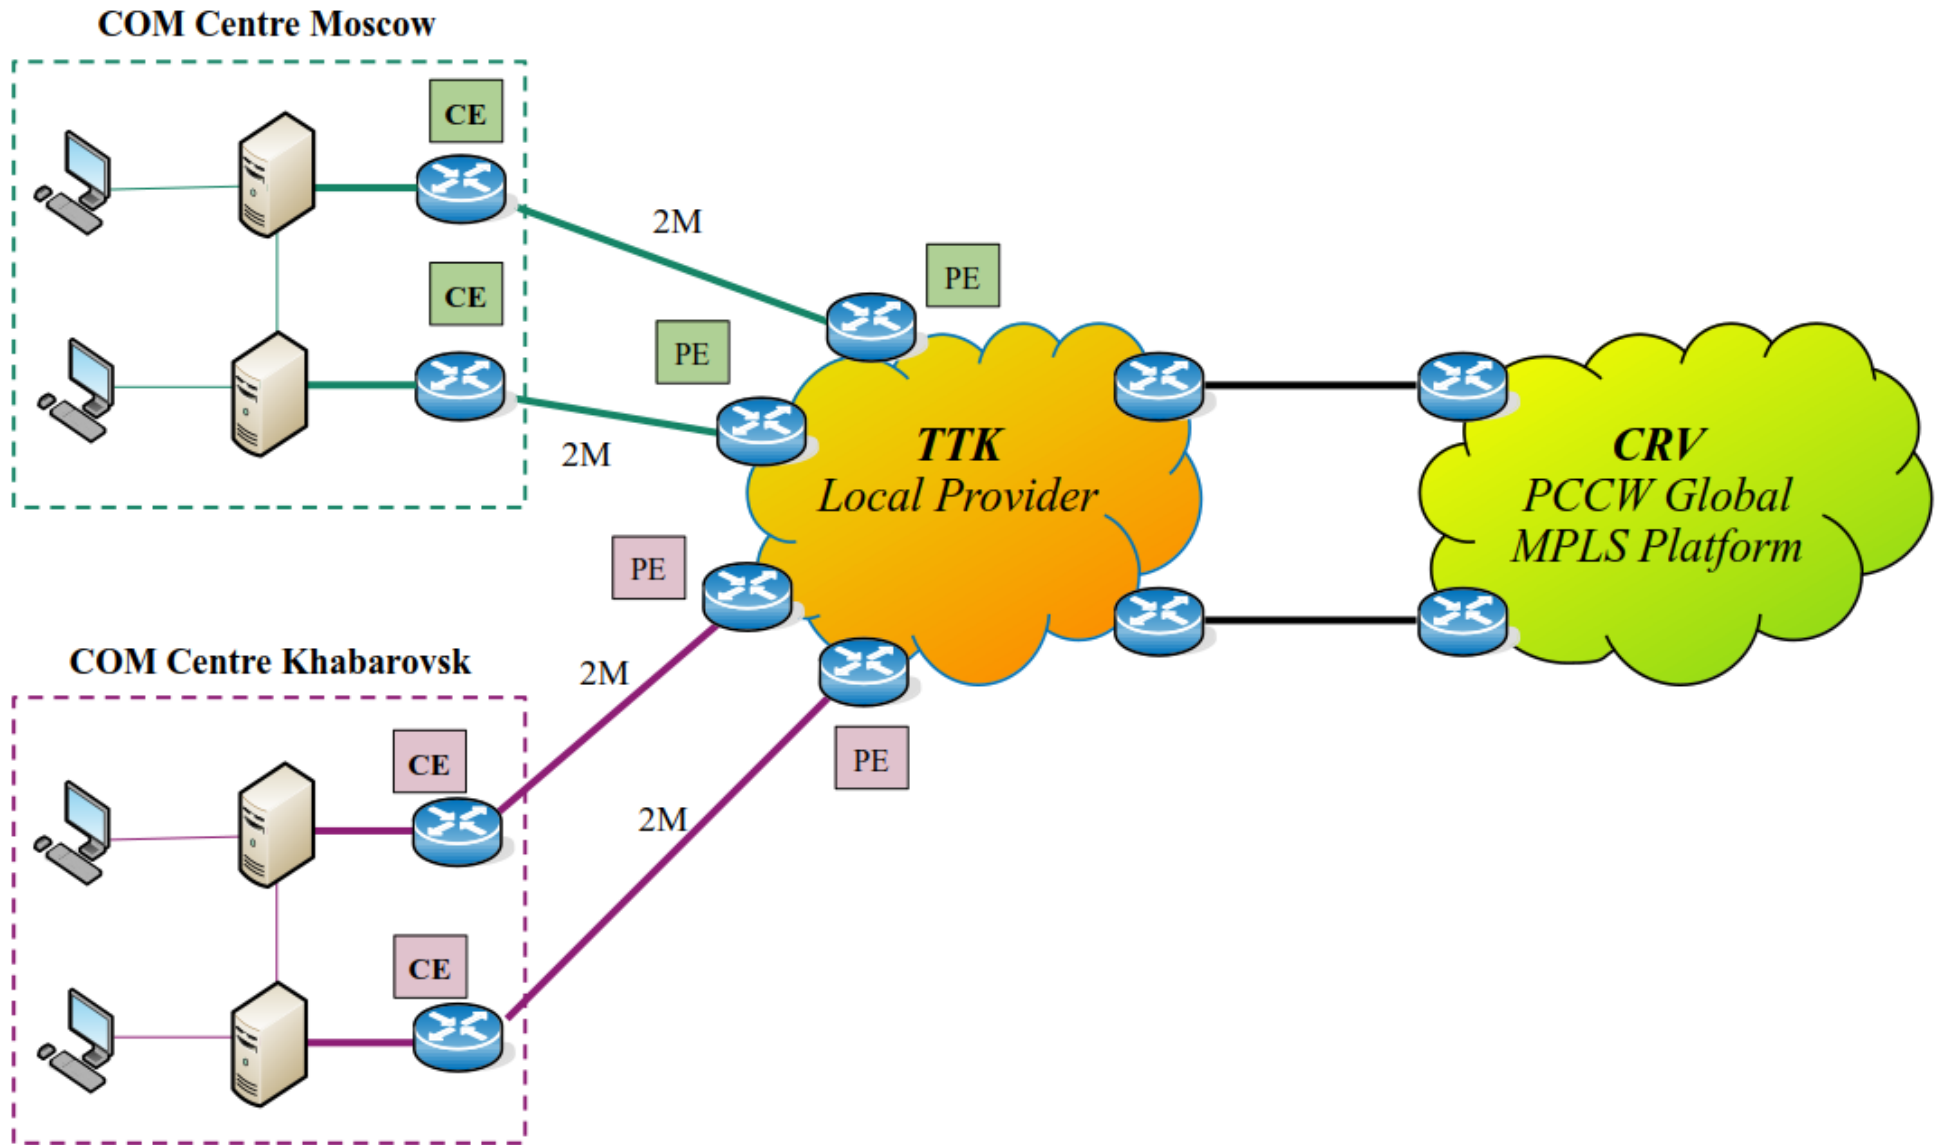 COM Centre Moscow
CE
2M
PE
CE
PE
2M
TTK
Local Provider
CRV
PCCW Global
MPLS Platform
PE
COM Centre Khabarovsk
2M
PE
CE
2M
CE